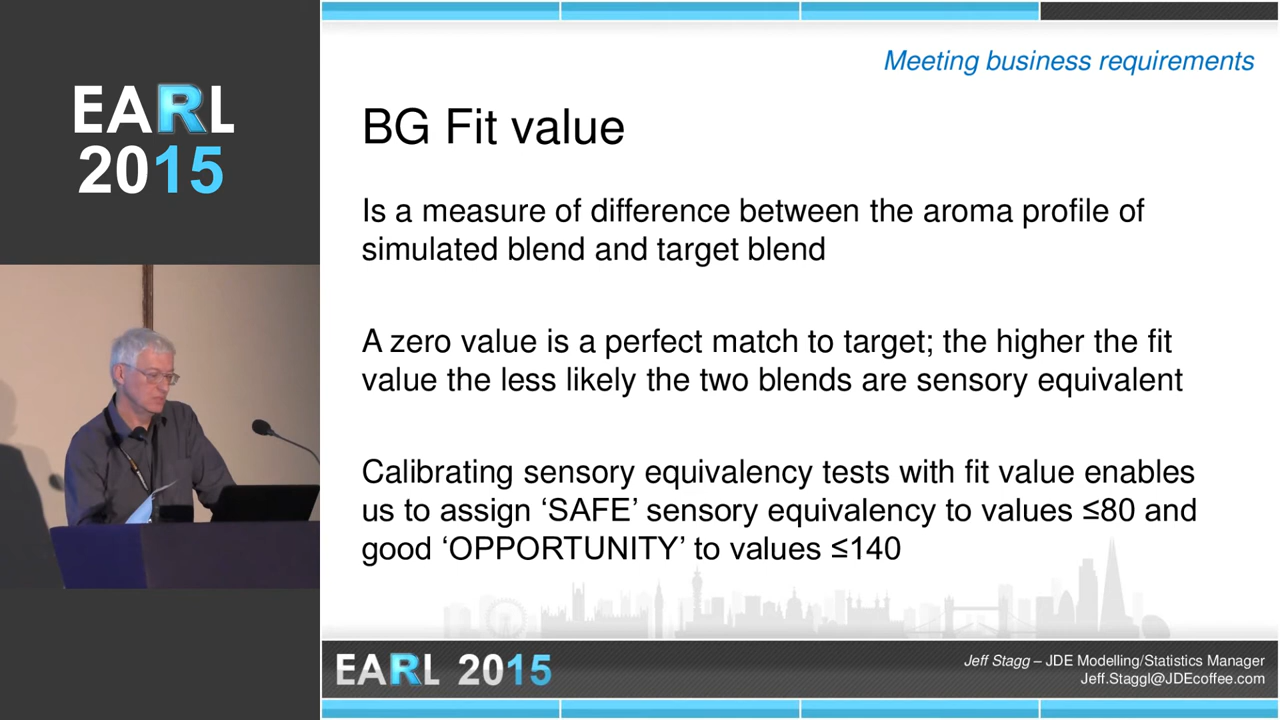 EARL
2015
Meeting business requirements
BG Fit value
Is a measure of difference between the aroma profile of
simulated blend and target blend
A zero value is a perfect match to target; the higher the fit
value the less likely the two blends are sensory equivalent
Calibrating sensory equivalency tests with fit value enables
us to assign ‘SAFE’ sensory equivalency to values ≤80 and
good ‘OPPORTUNITY’ to values ≤140
EARL 2015
Jeff Stagg – JDE Modelling/Statistics Manager
Jeff.Staggl@JDEcoffee.com